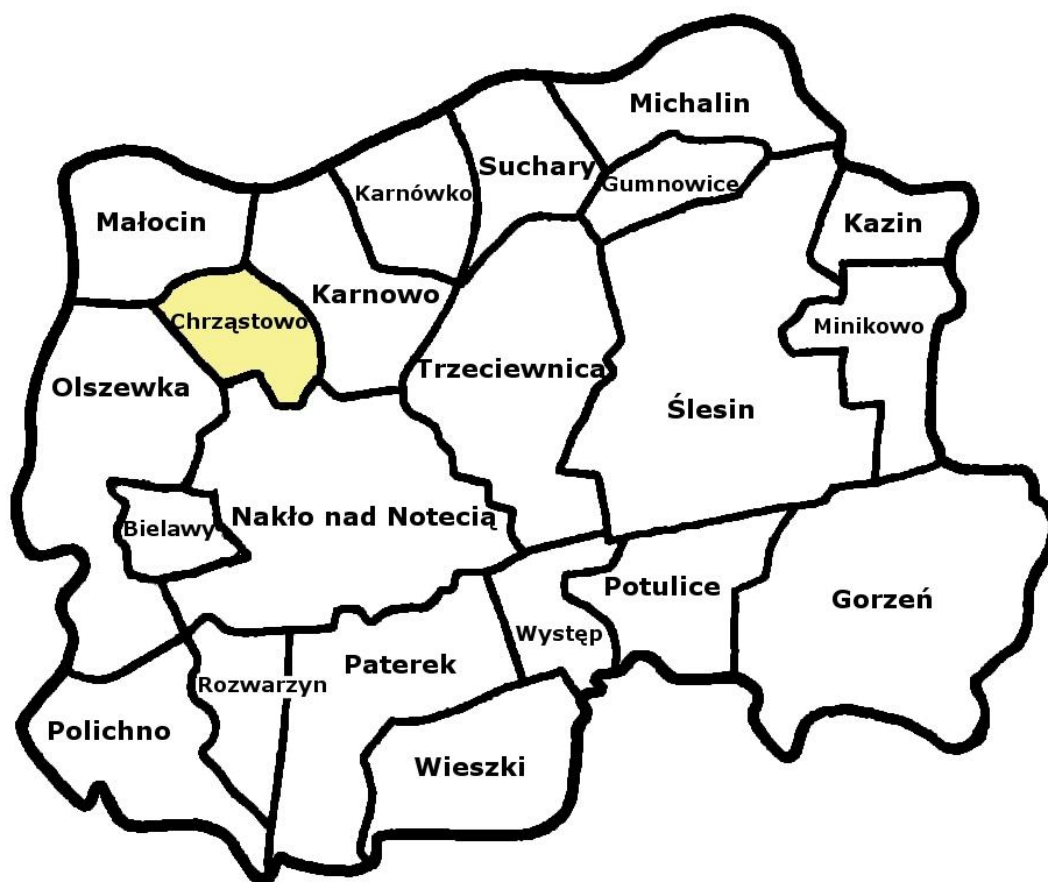 Michalin
Suchary
Gumnowice
Karnówko
Małocin
Kazin
Karnowo
Chrząstowo
Minikowo
Trzeciewnica
Olszewka
Ślesin
Nakło nad Notecią
Bielawy
Potulice
Gorzeń
Występ
Paterek
Rozwarzyn
Polichno
Wieszki